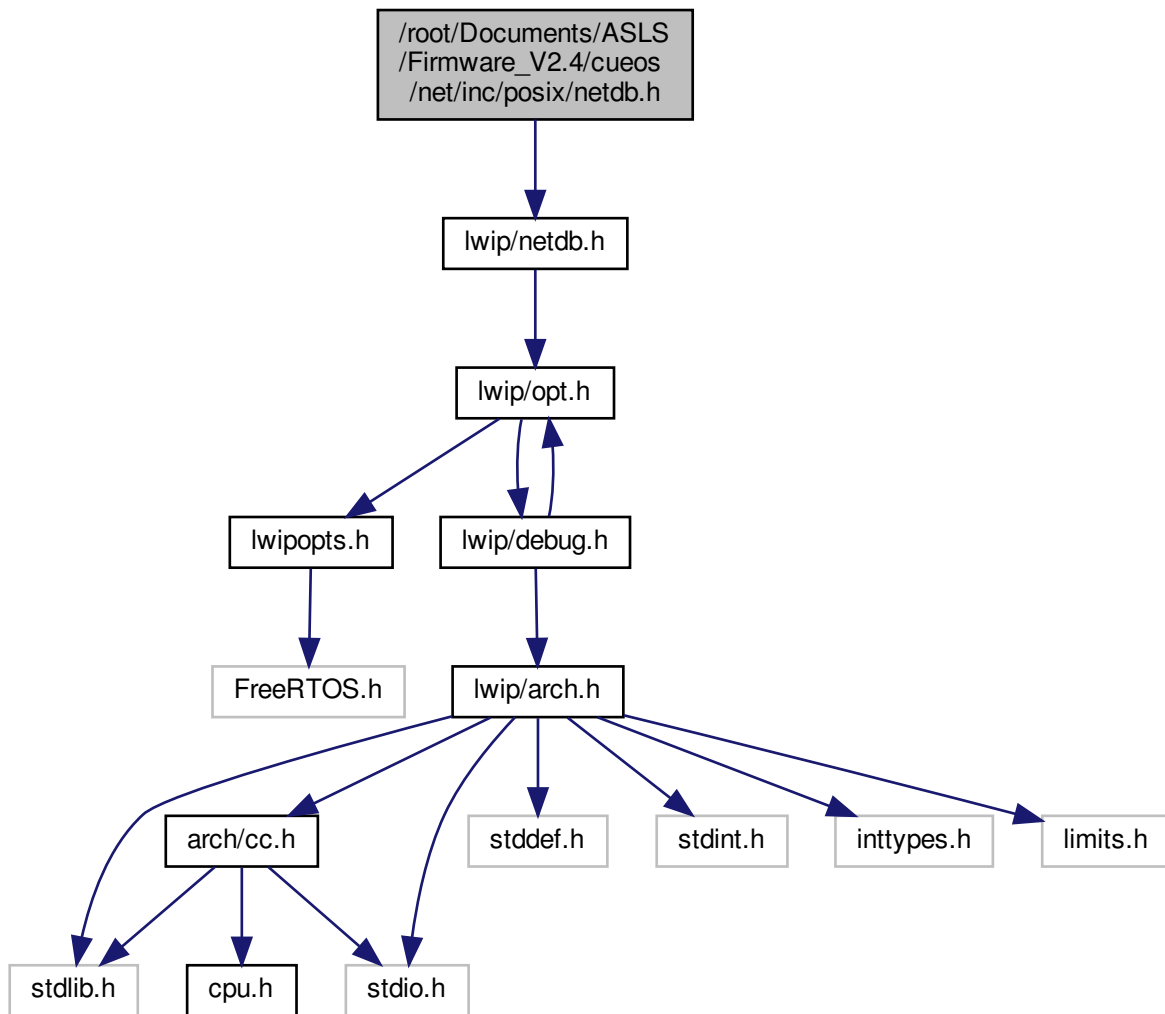 /root/Documents/ASLS
/Firmware_V2.4/cueos
/net/inc/posix/netdb.h
lwip/netdb.h
lwip/opt.h
lwipopts.h
lwip/debug.h
FreeRTOS.h
lwip/arch.h
arch/cc.h
stddef.h
stdint.h
inttypes.h
limits.h
stdlib.h
cpu.h
stdio.h